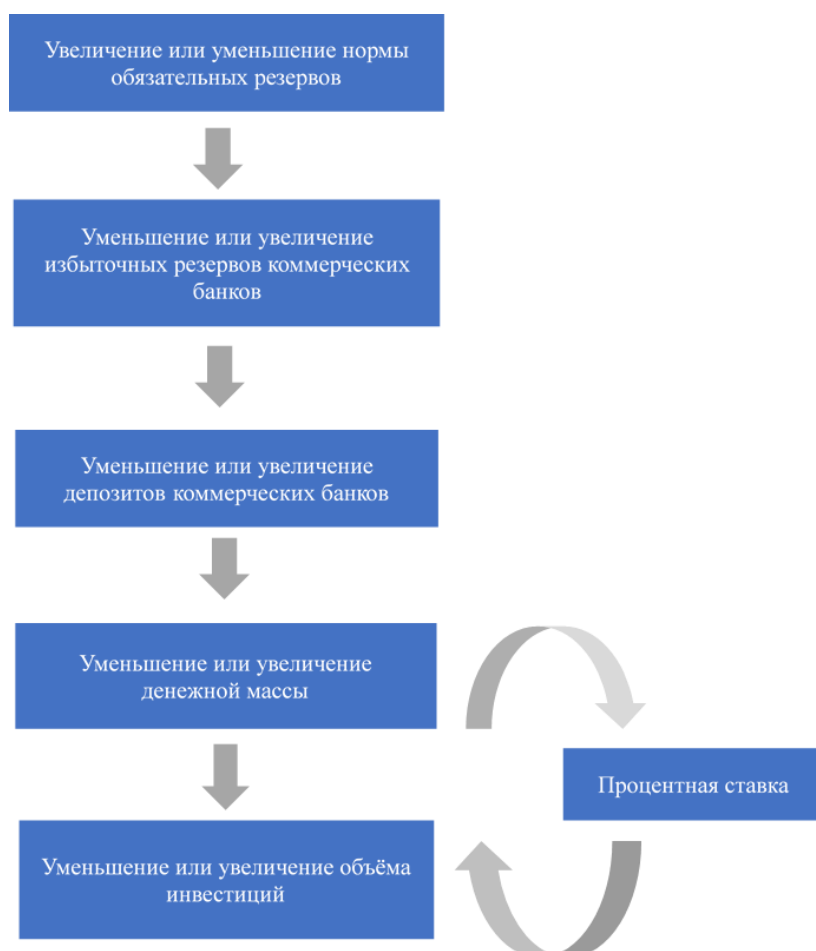 Увеличение или уменьшение нормы
обязательных резервов
Уменьшение или увеличение
избыточных резервов коммерческих
банков
Уменьшение или увеличение
депозитов коммерческих банков
Уменьшение или увеличение
денежной массы
Процентная ставка
Уменьшение или увеличение объёма
инвестиций